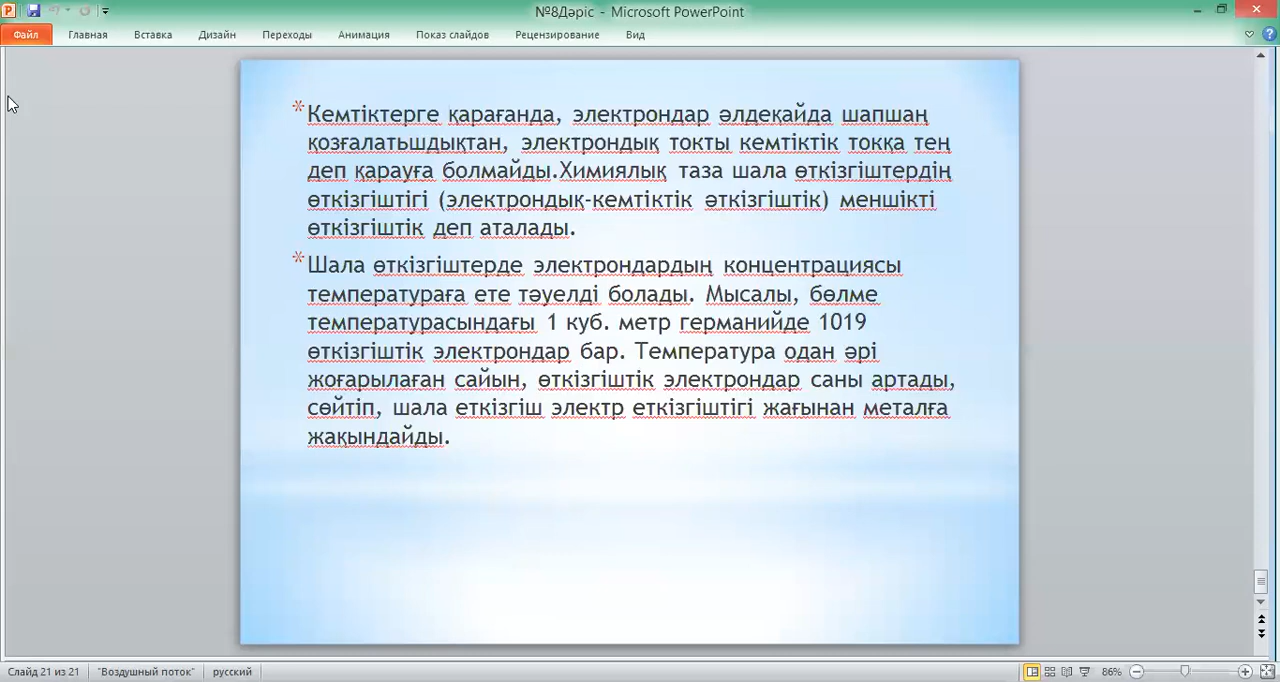 №8Дәріс - Microsoft PowerPoint
Файл Главная Вставка Дизайн Переходы Анимация Показ слайдов Рецензирование Вид
* Кемтіктерге қарағанда, электрондар әлдеқайда шапшаң
қозғалатьшдықтан, электрондық токты кемтіктік токқа тең
деп қарауға болмайды.Химиялық таза шала өткізгіштердің
өткізгіштігі (электрондық-кемтіктік әткізгіштік) меншікті
өткізгіштік деп аталады.
* Шала өткізгіштерде электрондардың концентрациясы
температураға ете тәуелді болады. Мысалы, бөлме
температурасындағы 1 куб. метр германийде 1019
өткізгіштік электрондар бар. Температура одан әрі
жоғарылаған сайын, өткізгіштік электрондар саны артады,
сөйтіп, шала еткізгіш электр еткізгіштігі жағынан металға
жақындайды.
Слайд 21 из 21 "Воздушный поток" русский 86%